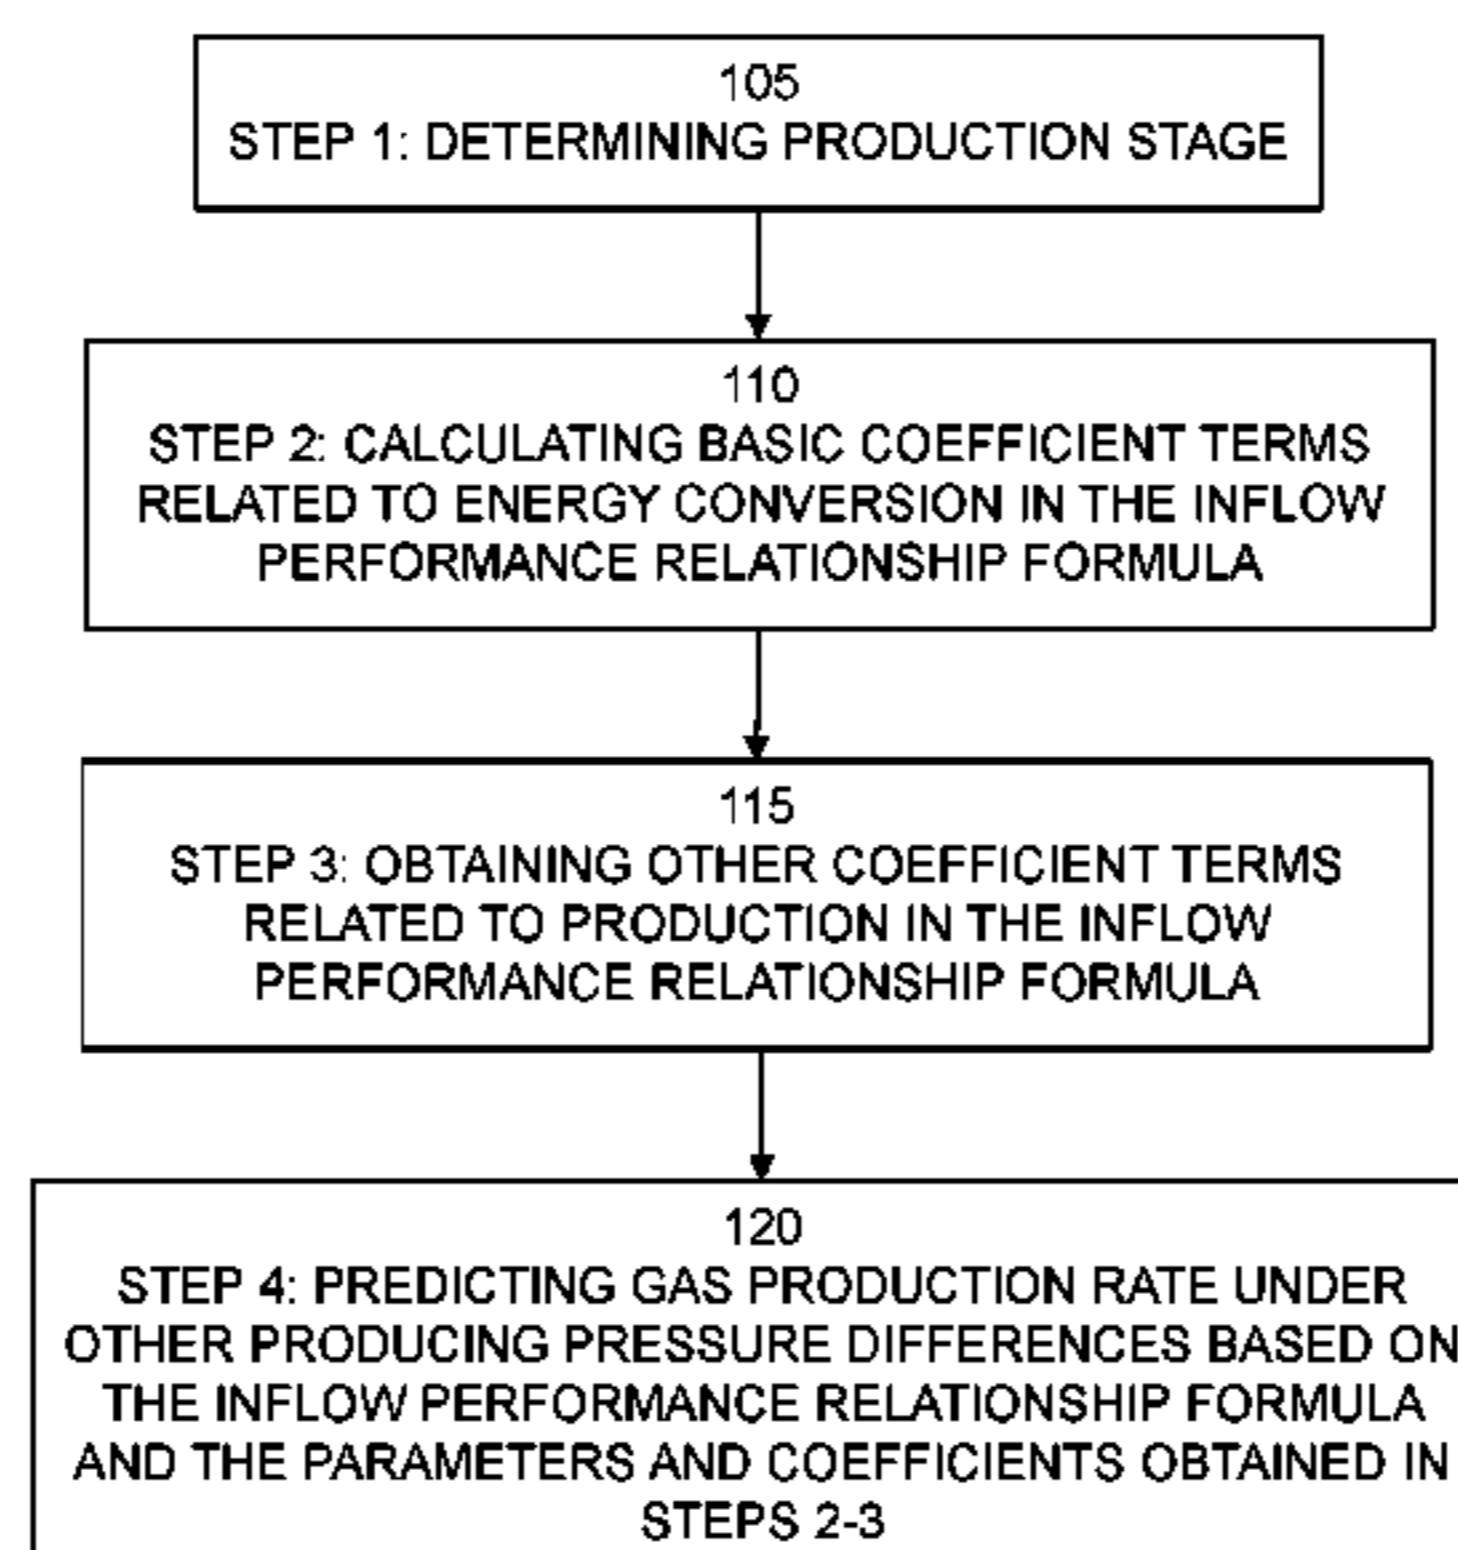 105
STEP 1: DETERMINING PRODUCTION STAGE
110
STEP 2: CALCULATING BASIC COEFFICIENT TERMS
RELATED TO ENERGY CONVERSION IN THE INFLOW
PERFORMANCE RELATIONSHIP FORMULA
115
STEP 3: OBTAINING OTHER COEFFICIENT TERMS
RELATED TO PRODUCTION IN THE INFLOW
PERFORMANCE RELATIONSHIP FORMULA
120
STEP 4: PREDICTING GAS PRODUCTION RATE UNDER
OTHER PRODUCING PRESSURE DIFFERENCES BASED ON
THE INFLOW PERFORMANCE RELATIONSHIP FORMULA
AND THE PARAMETERS AND COEFFICIENTS OBTAINED IN
STEPS 2-3